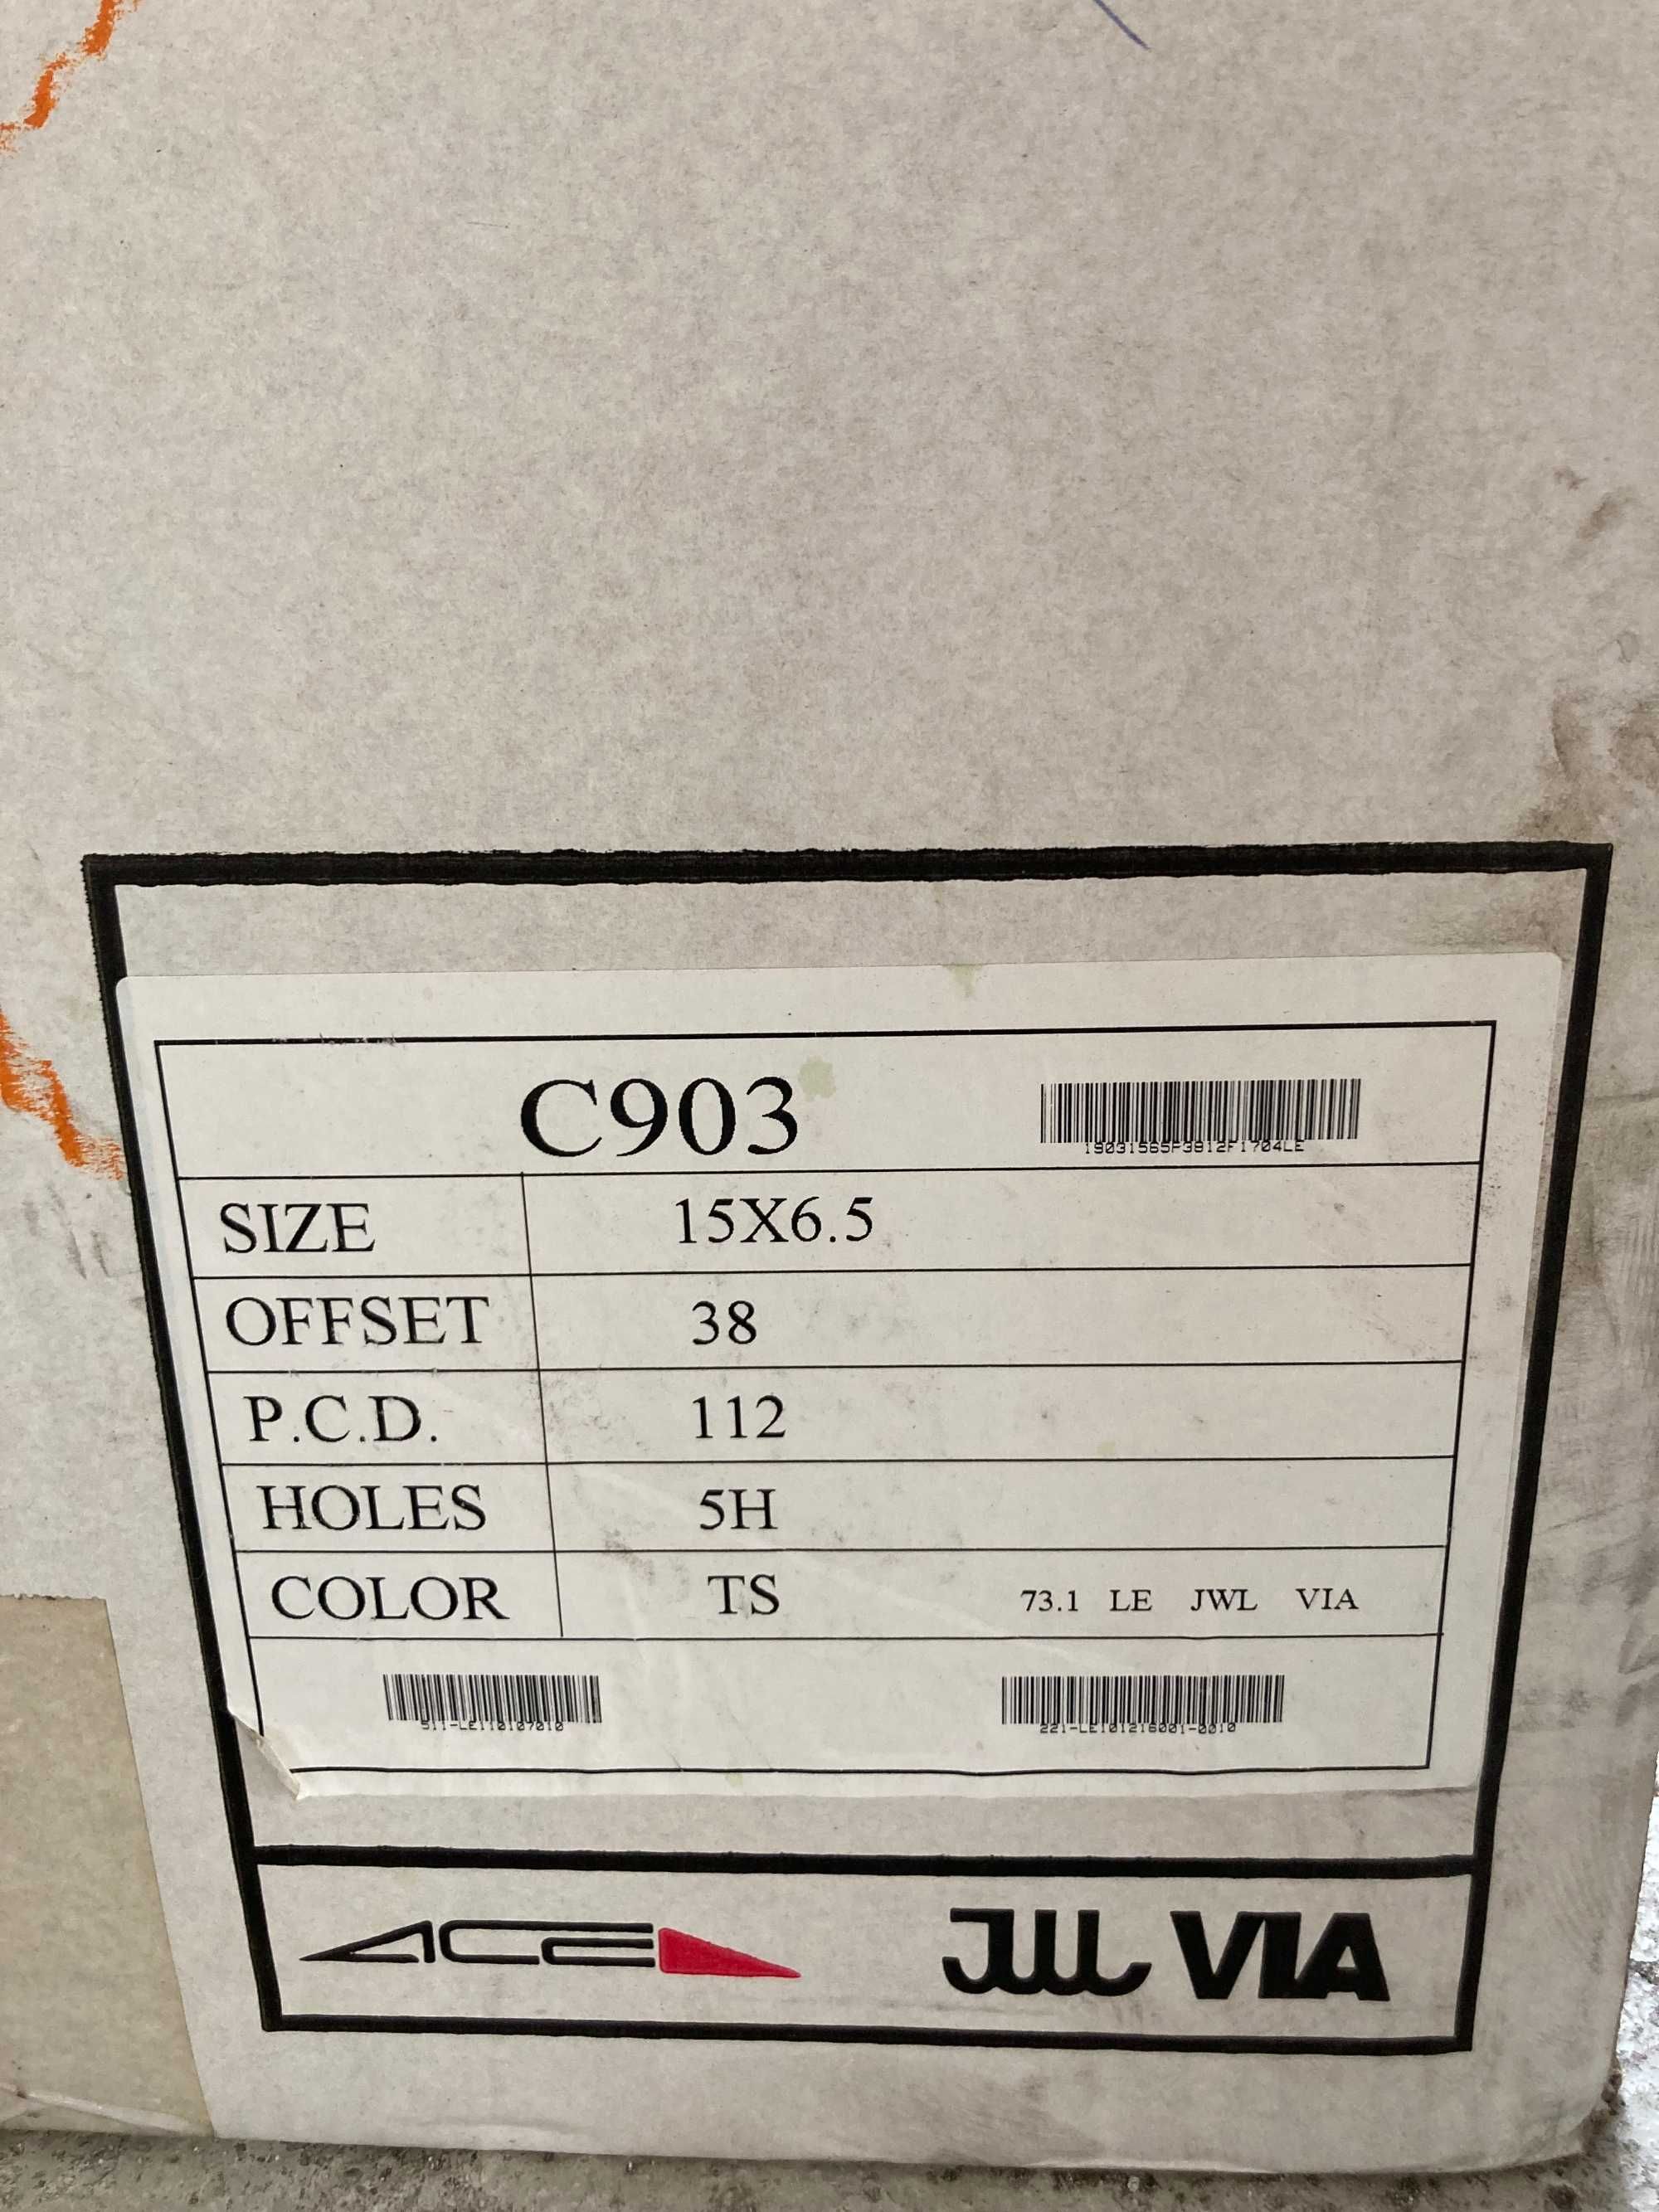 C903
19031565F3812F1704LE
SIZE 15X6.5
OFFSET 38
P.C.D. 112
HOLES 5H
COLOR TS 73.1 LE JWL VIA
511-LE110107010 221-LE101216001-0010
ACE JWL VIA